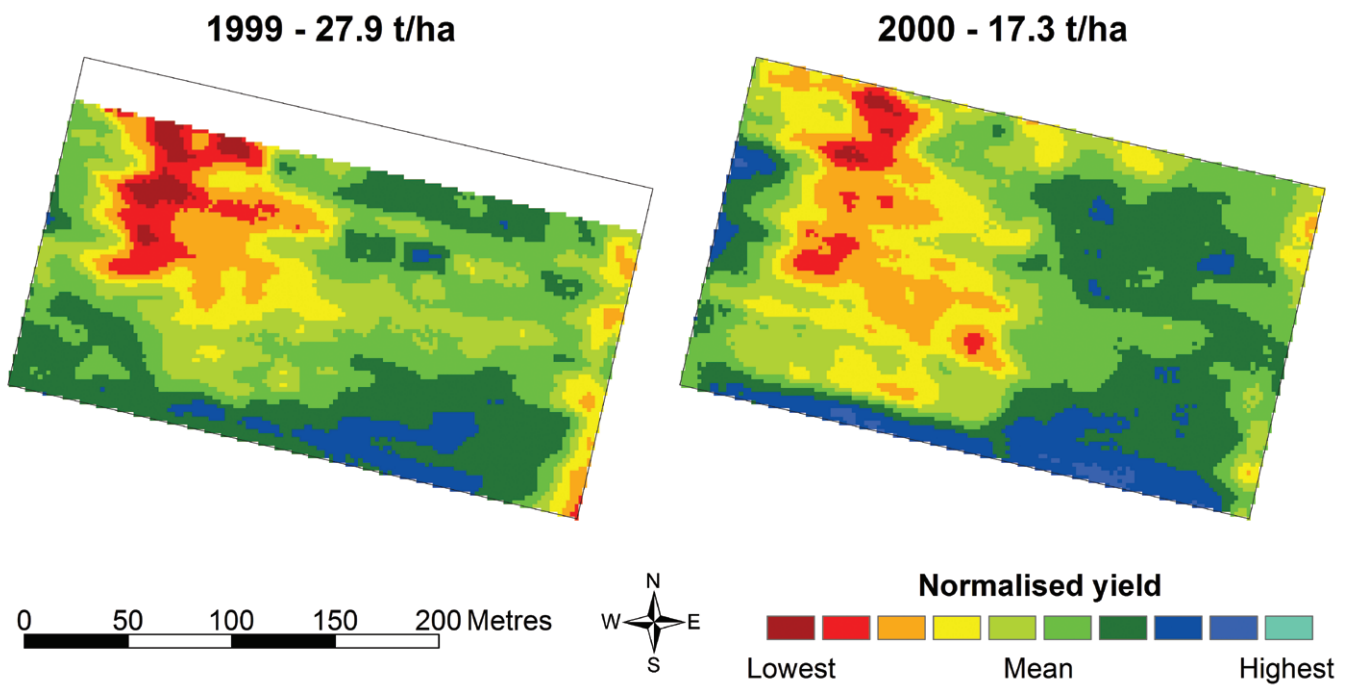 1999 - 27.9 t/ha
2000 - 17.3 t/ha
0 50 100 150 200 Metres
N
W E
S
Normalised yield
Lowest Mean Highest